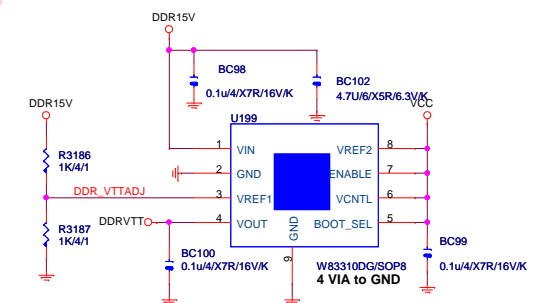 DDR15V
BC98
0.1u/4/X7R/16V/K
BC102
4.7U/6/X5R/6.3V/K
VCC
DDR15V
U199
1 VIN VREF2 8
R3186
1K/4/1
2 GND ENABLE 7
DDR_VTTADJ 3 VREF1 VCNTL 6
R3187
1K/4/1
DDRVTT 4 VOUT BOOT_SEL 5
GND
9
BC100
0.1u/4/X7R/16V/K
BC99
0.1u/4/X7R/16V/K
W83310DG/SOP8
4 VIA to GND